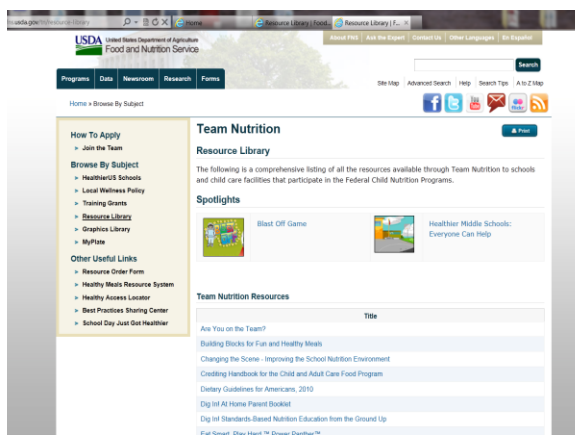 Home
Resource Library | Food...
Resource Library | F...
USDA United States Department of Agriculture
Food and Nutrition Service
About FNS Ask the Expert Contact Us Other Languages En Español
Search
Programs Data Newsroom Research Forms
Site Map Advanced Search Help Search Tips A to Z Map
Home » Browse By Subject
flickr
How To Apply
» Join the Team
Browse By Subject
» HealthierUS Schools
» Local Wellness Policy
» Training Grants
» Resource Library
» Graphics Library
» MyPlate
Other Useful Links
» Resource Order Form
» Healthy Meals Resource System
» Healthy Access Locator
» Best Practices Sharing Center
» School Day Just Got Healthier
Team Nutrition
Print
Resource Library
The following is a comprehensive listing of all the resources available through Team Nutrition to schools
and child care facilities that participate in the Federal Child Nutrition Programs.
Spotlights
Blast Off Game
Healthier Middle Schools:
Everyone Can Help
Team Nutrition Resources
Title
Are You on the Team?
Building Blocks for Fun and Healthy Meals
Changing the Scene - Improving the School Nutrition Environment
Crediting Handbook for the Child and Adult Care Food Program
Dietary Guidelines for Americans, 2010
Dig In! At Home Parent Booklet
Dig In! Standards-Based Nutrition Education from the Ground Up
Eat Smart. Play Hard.™ Power Panther™